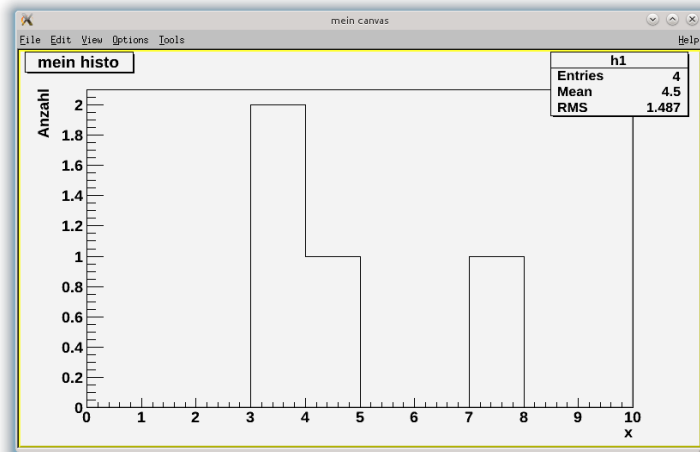 mein canvas
File Edit View Options Tools Help
mein histo
h1
Entries 4
Mean 4.5
RMS 1.487
Anzahl
2
1.8
1.6
1.4
1.2
1
0.8
0.6
0.4
0.2
0
0 1 2 3 4 5 6 7 8 9 10
x